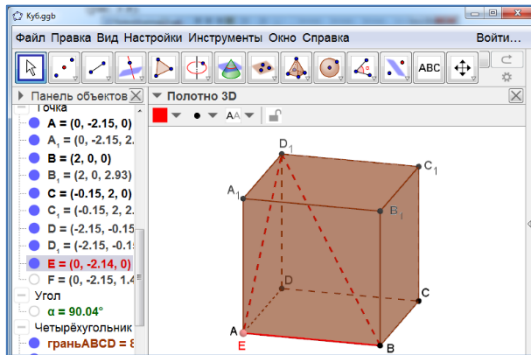 Куб.ggb
Файл Правка Вид Настройки Инструменты Окно Справка Войти...
ABC
Панель объектов
Полотно 3D
AA
Точка
A = (0, -2.15, 0)
A₁ = (0, -2.15, 2.
B = (2, 0, 0)
B₁ = (2, 0, 2.93)
C = (-0.15, 2, 0)
C₁ = (-0.15, 2, 2.
D = (-2.15, -0.15
D₁ = (-2.15, -0.1
E = (0, -2.14, 0)
F = (0, -2.15, 1.4
Угол
α = 90.04°
Четырёхугольник
граньABCD = 8
D₁
C₁
A₁
B₁
D
C
A
E
B